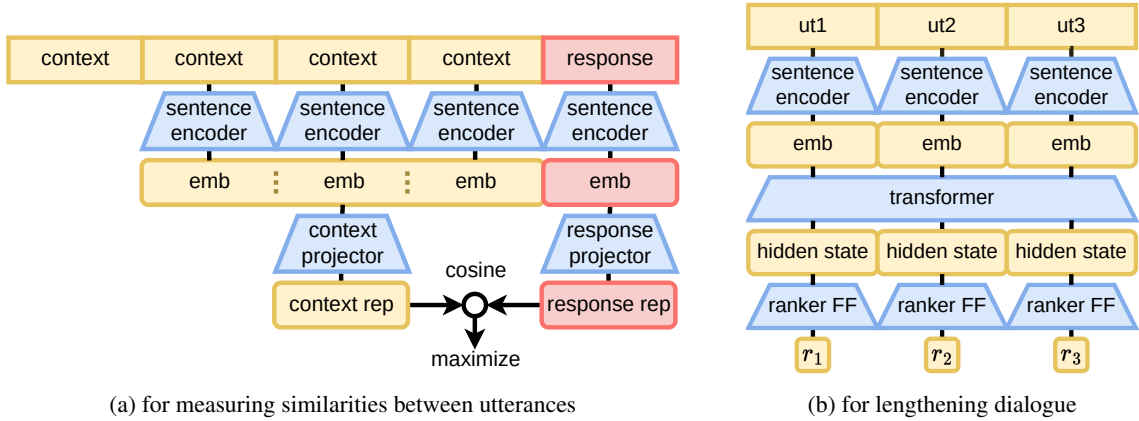 context context context context response
sentence encoder sentence encoder sentence encoder sentence encoder
emb emb emb emb
context projector response projector
cosine
context rep response rep
maximize
(a) for measuring similarities between utterances
ut1 ut2 ut3
sentence encoder sentence encoder sentence encoder
emb emb emb
transformer
hidden state hidden state hidden state
ranker FF ranker FF ranker FF
r1 r2 r3
(b) for lengthening dialogue